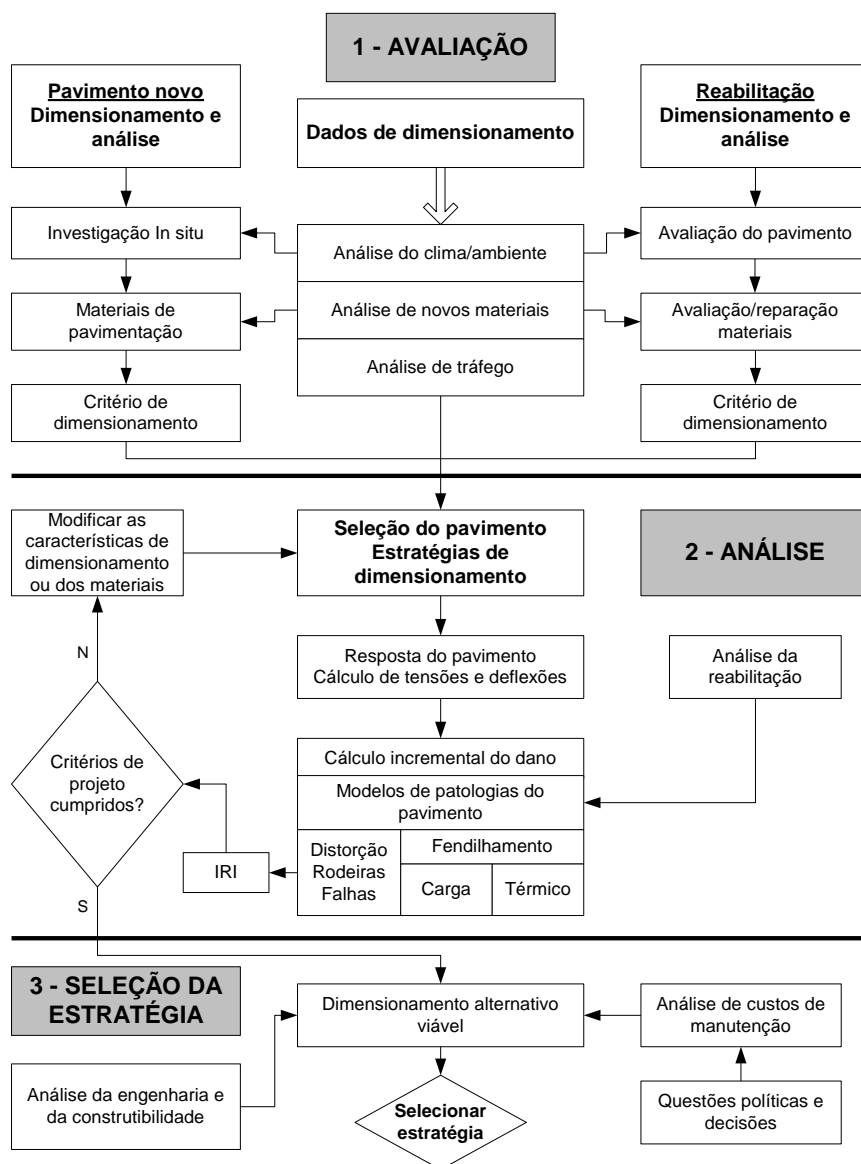 1 - AVALIAÇÃO
Pavimento novo
Dimensionamento e
análise
Dados de dimensionamento
Reabilitação
Dimensionamento e
análise
Investigação In situ
Análise do clima/ambiente
Avaliação do pavimento
Materiais de
pavimentação
Análise de novos materiais
Avaliação/reparação
materiais
Análise de tráfego
Critério de
dimensionamento
Critério de
dimensionamento
Modificar as
características de
dimensionamento
ou dos materiais
Seleção do pavimento
Estratégias de
dimensionamento
2 - ANÁLISE
N
Resposta do pavimento
Cálculo de tensões e deflexões
Análise da
reabilitação
Critérios de
projeto
cumpridos?
Cálculo incremental do dano
Modelos de patologias do
pavimento
Distorção
Rodeiras
Falhas
Fendilhamento
Carga
Térmico
IRI
S
3 - SELEÇÃO DA
ESTRATÉGIA
Dimensionamento alternativo
viável
Análise de custos de
manutenção
Análise da engenharia e
da construtibilidade
Selecionar
estratégia
Questões políticas e
decisões